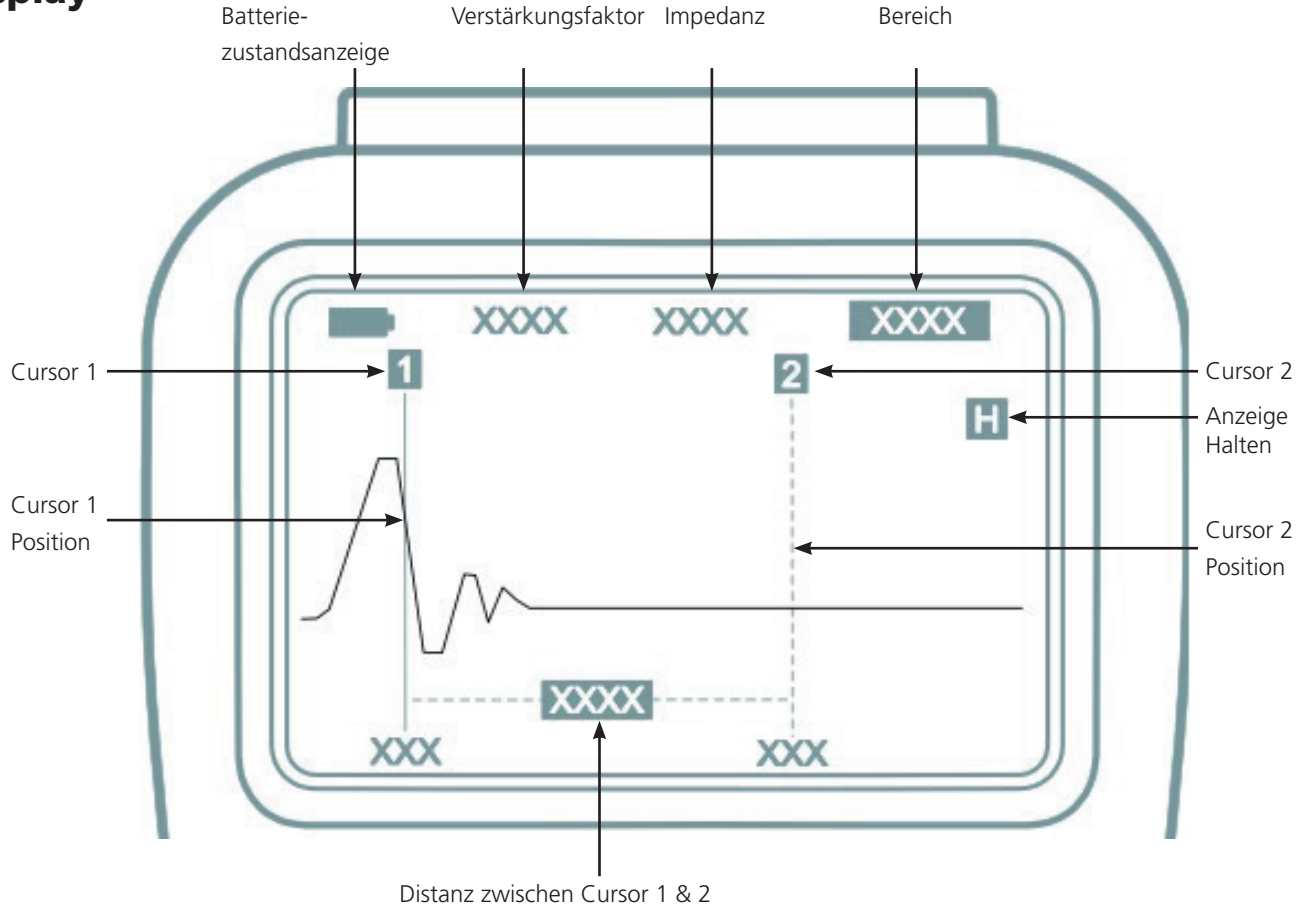 splay
Batterie-
zustandsanzeige
Verstärkungsfaktor
Impedanz
Bereich
XXXX
XXXX
XXXX
Cursor 1
1
2
Cursor 2
H
Anzeige
Halten
Cursor 1
Position
Cursor 2
Position
XXXX
XXX
XXX
Distanz zwischen Cursor 1 & 2